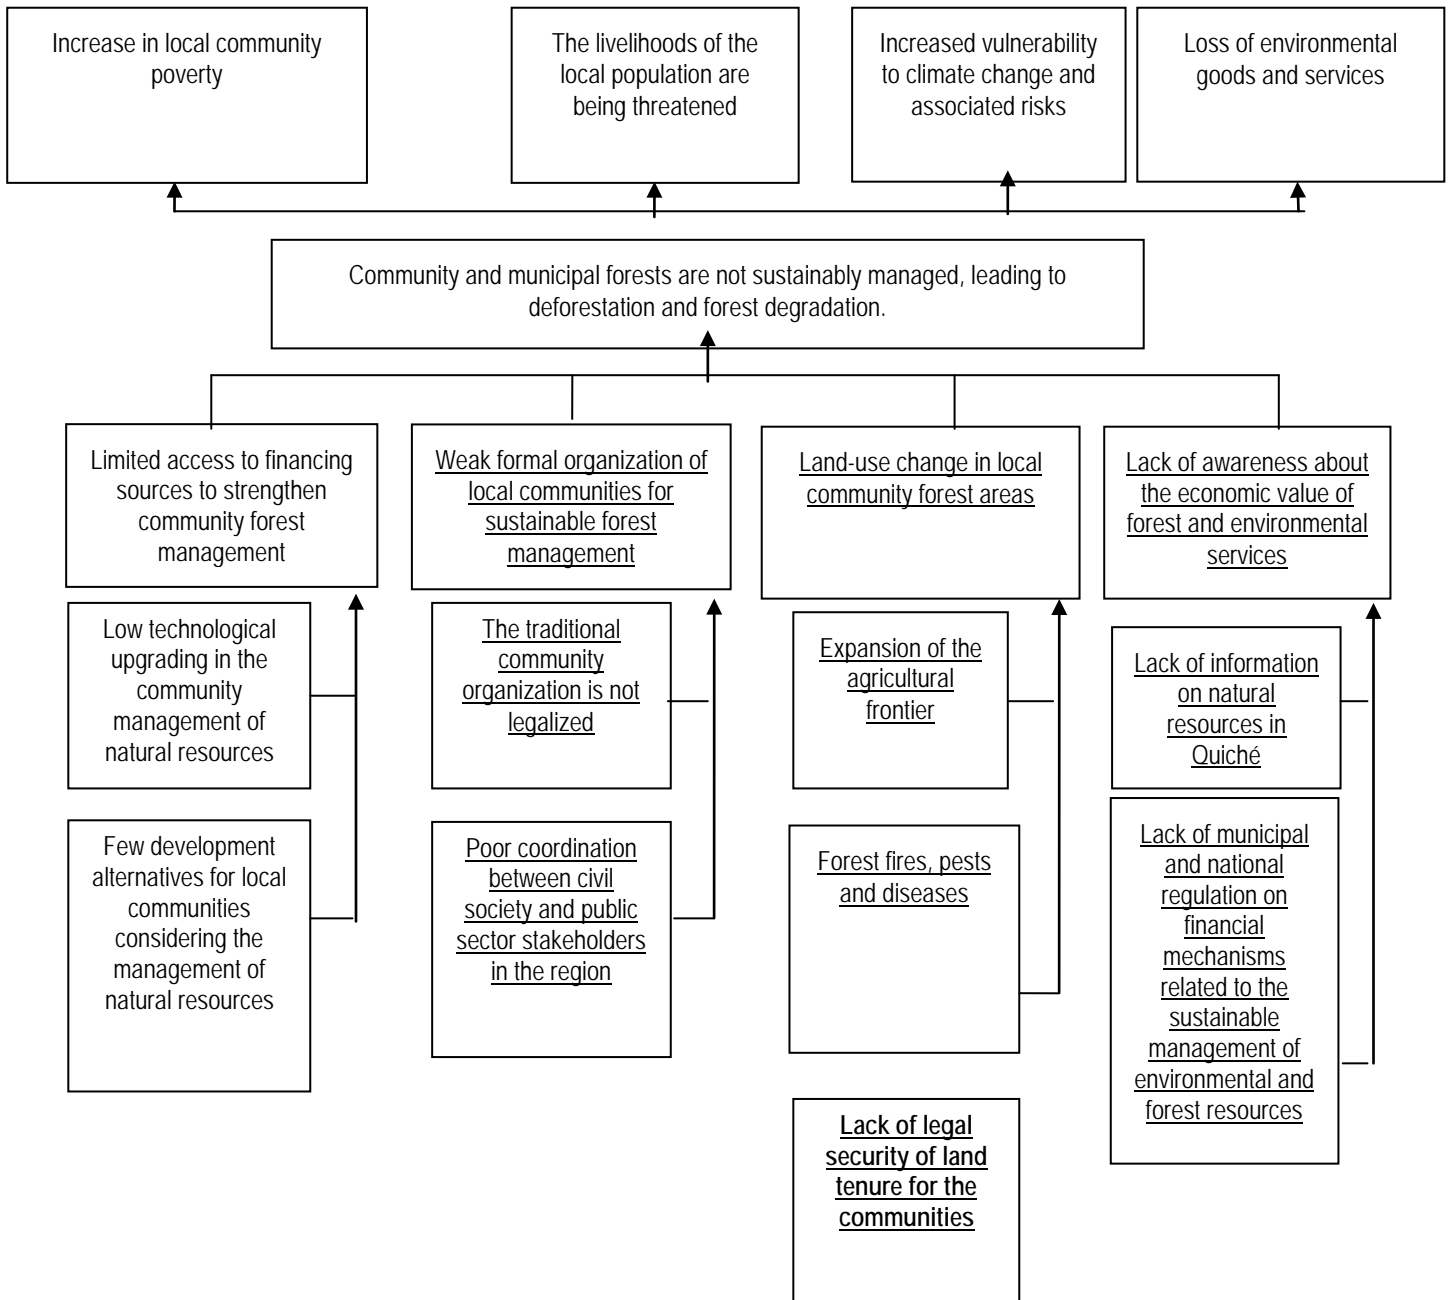 Increase in local community
poverty
The livelihoods of the
local population are
being threatened
Increased vulnerability
to climate change and
associated risks
Loss of environmental
goods and services
Community and municipal forests are not sustainably managed, leading to
deforestation and forest degradation.
Limited access to financing
sources to strengthen
community forest
management
Weak formal organization of
local communities for
sustainable forest
management
Land-use change in local
community forest areas
Lack of awareness about
the economic value of
forest and environmental
services
Low technological
upgrading in the
community
management of
natural resources
The traditional
community
organization is not
legalized
Expansion of the
agricultural
frontier
Lack of information
on natural
resources in
Quiché
Few development
alternatives for local
communities
considering the
management of
natural resources
Poor coordination
between civil
society and public
sector stakeholders
in the region
Forest fires, pests
and diseases
Lack of municipal
and national
regulation on
financial
mechanisms
related to the
sustainable
management of
environmental and
forest resources
Lack of legal
security of land
tenure for the
communities